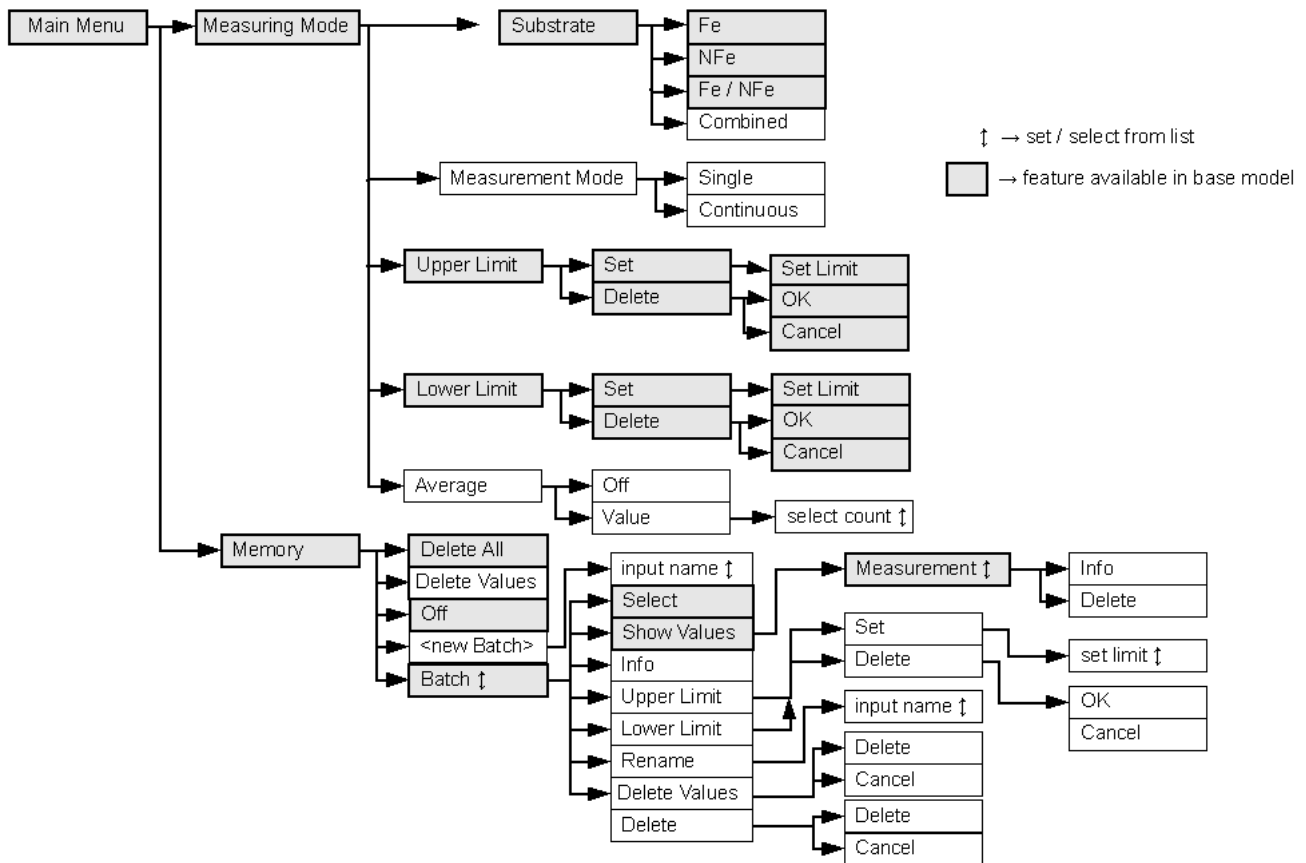 Main Menu
Measuring Mode
Substrate
Fe
NFe
Fe / NFe
Combined
↕ → set / select from list
→ feature available in base model
Measurement Mode
Single
Continuous
Upper Limit
Set
Set Limit
Delete
OK
Cancel
Lower Limit
Set
Set Limit
Delete
OK
Cancel
Average
Off
Value
select count ↕
Memory
Delete All
Delete Values
Off
<new Batch>
Batch ↕
input name ↕
Select
Show Values
Info
Upper Limit
Lower Limit
Rename
Delete Values
Delete
Measurement ↕
Info
Delete
Set
Delete
set limit ↕
OK
Cancel
input name ↕
Delete
Cancel
Delete
Cancel